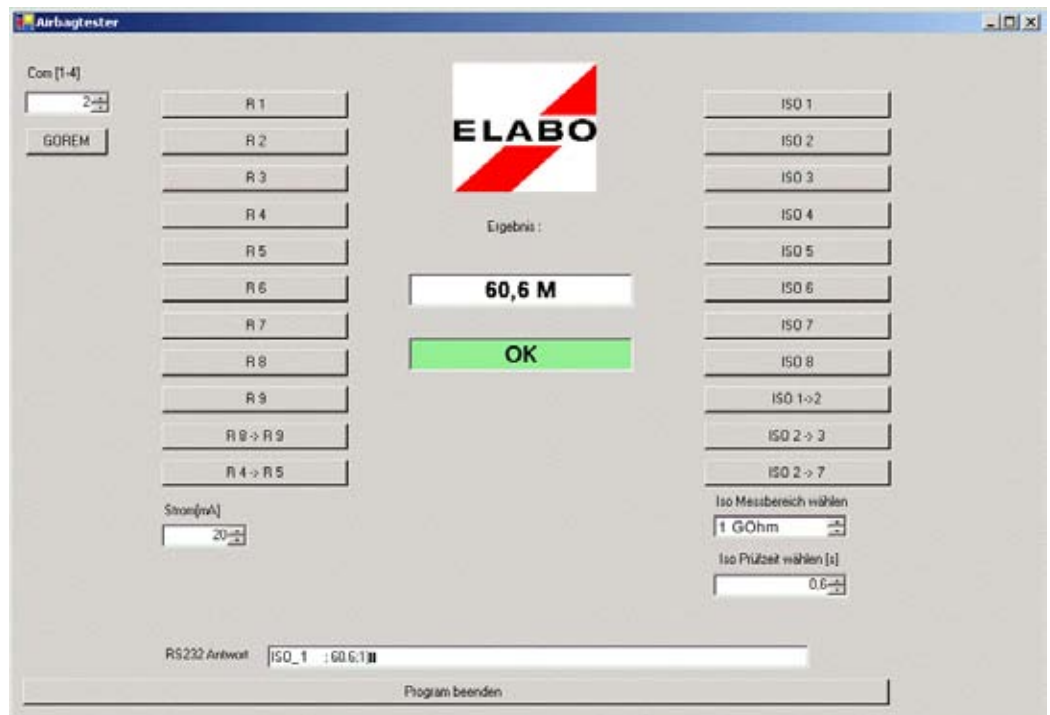 Airbagtester
Com [1-4]
2
GOREM
R 1
R 2
R 3
R 4
R 5
R 6
R 7
R 8
R 9
R 8 -> R 9
R 4 -> R 5
Strom[mA]
20
ELABO
Ergebnis :
60,6 M
OK
ISO 1
ISO 2
ISO 3
ISO 4
ISO 5
ISO 6
ISO 7
ISO 8
ISO 1->2
ISO 2 -> 3
ISO 2 -> 7
Iso Messbereich wählen
1 GOhm
Iso Prüfzeit wählen [s]
0,6
RS232 Antwort
ISO_1 : 60.6;1)
Program beenden